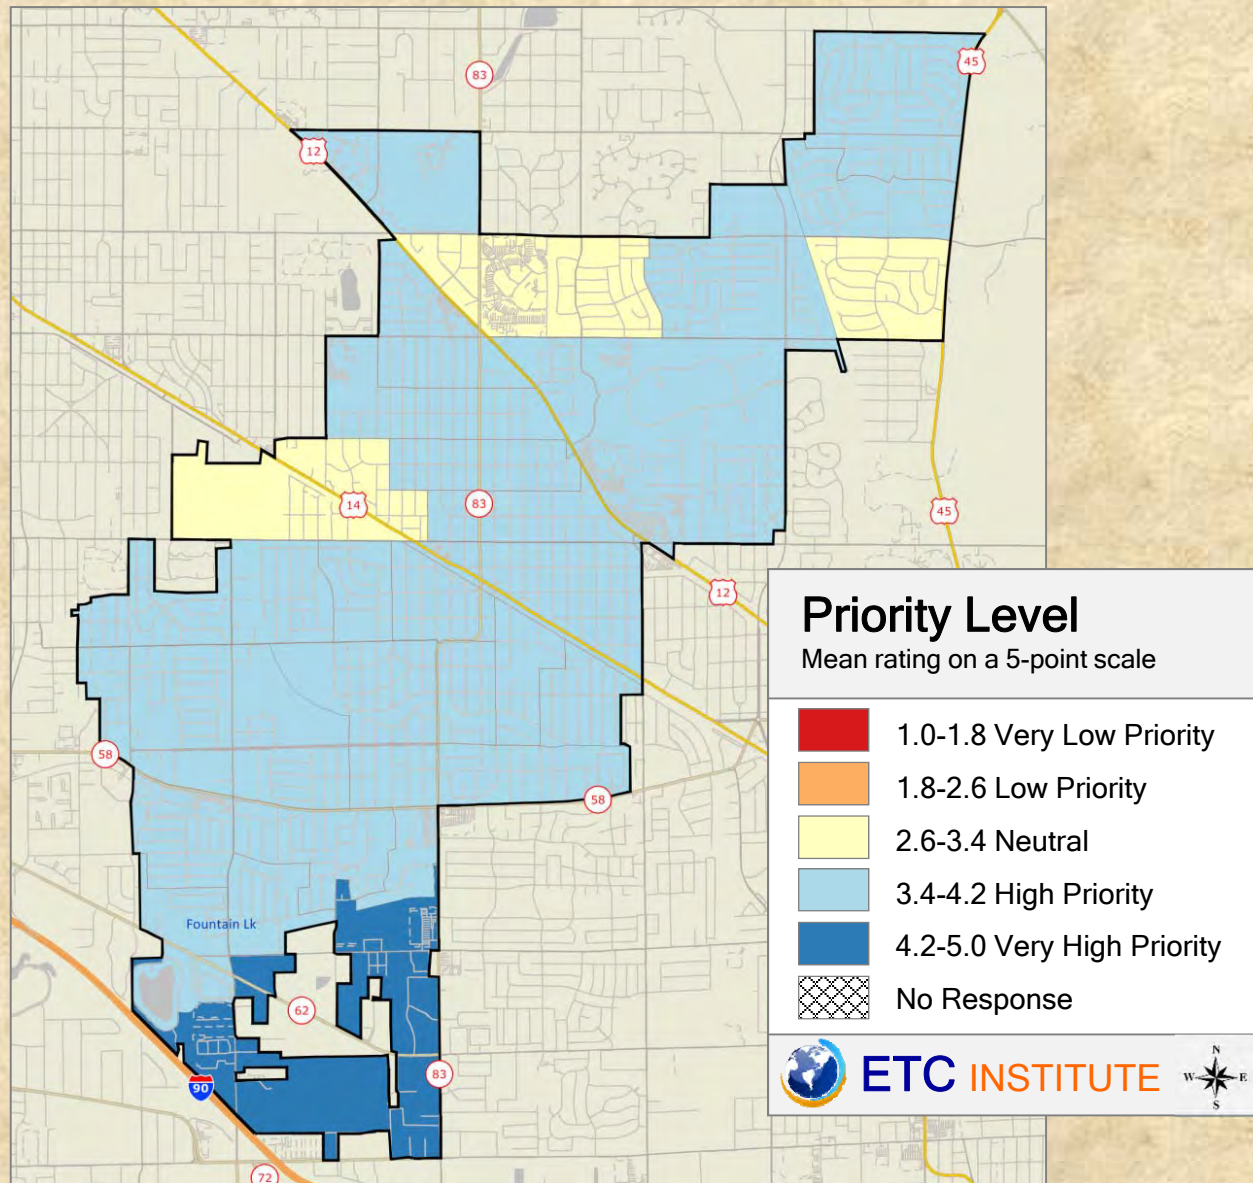 83
45
12
14
83
45
12
Priority Level
Mean rating on a 5-point scale
1.0-1.8 Very Low Priority
1.8-2.6 Low Priority
2.6-3.4 Neutral
3.4-4.2 High Priority
4.2-5.0 Very High Priority
No Response
58
58
Fountain Lk
62
90
83
72
ETC INSTITUTE
N
W E
S